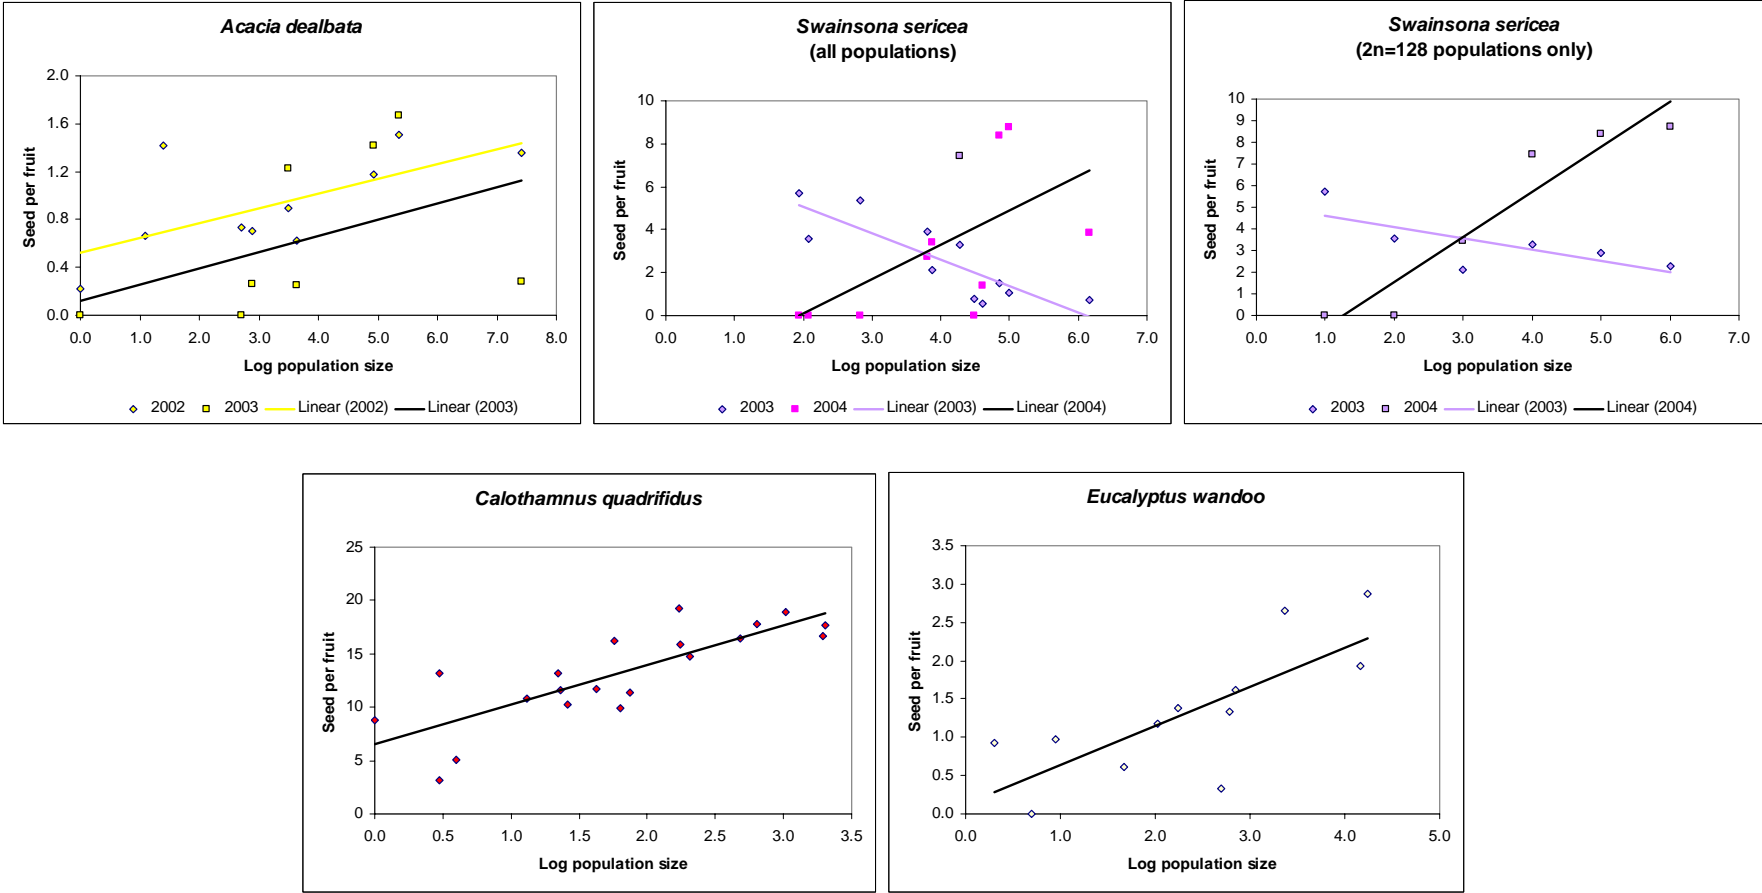 Acacia dealbata
2.0
1.6
1.2
0.8
0.4
0.0
Seed per fruit
0.0 1.0 2.0 3.0 4.0 5.0 6.0 7.0 8.0
Log population size
2002 2003 Linear (2002) Linear (2003)
Swainsona sericea
(all populations)
10
8
6
4
2
0
Seed per fruit
0.0 1.0 2.0 3.0 4.0 5.0 6.0 7.0
Log population size
2003 2004 Linear (2003) Linear (2004)
Swainsona sericea
(2n=128 populations only)
10
9
8
7
6
5
4
3
2
1
0
Seed per fruit
0.0 1.0 2.0 3.0 4.0 5.0 6.0 7.0
Log population size
2003 2004 Linear (2003) Linear (2004)
Calothamnus quadrifidus
25
20
15
10
5
0
Seed per fruit
0.0 0.5 1.0 1.5 2.0 2.5 3.0 3.5
Log population size
Eucalyptus wandoo
3.5
3.0
2.5
2.0
1.5
1.0
0.5
0.0
Seed per fruit
0.0 1.0 2.0 3.0 4.0 5.0
Log population size